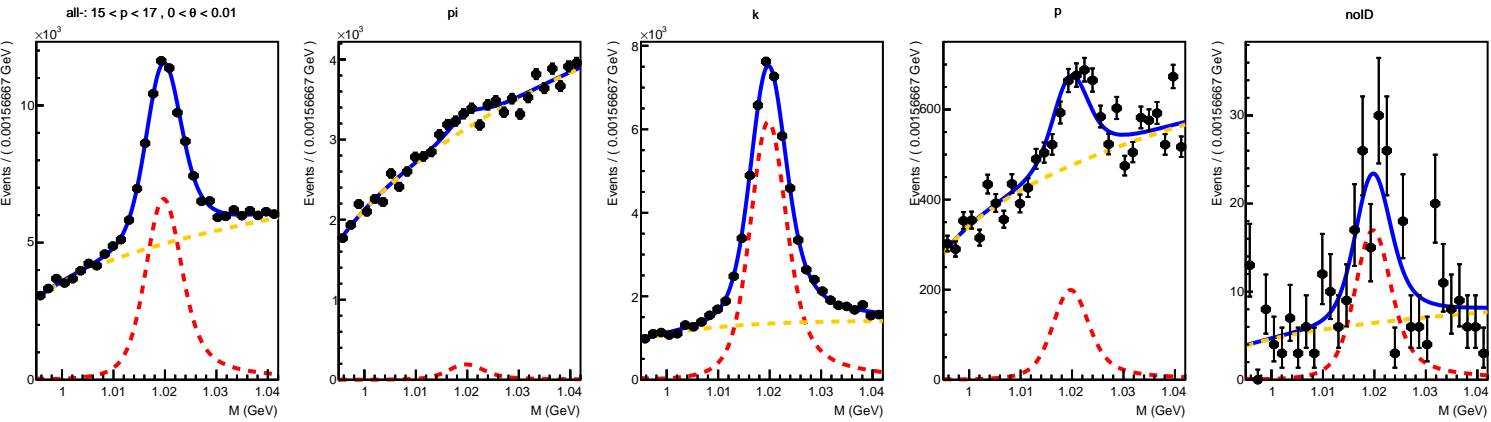 all-: 15 < p < 17 , 0 < θ < 0.01
×10³
Events / ( 0.00156667 GeV )
10
5
0
1 1.01 1.02 1.03 1.04
M (GeV)
pi
×10³
Events / ( 0.00156667 GeV )
4
3
2
1
0
1 1.01 1.02 1.03 1.04
M (GeV)
k
×10³
Events / ( 0.00156667 GeV )
8
6
4
2
0
1 1.01 1.02 1.03 1.04
M (GeV)
p
Events / ( 0.00156667 GeV )
600
400
200
0
1 1.01 1.02 1.03 1.04
M (GeV)
noID
Events / ( 0.00156667 GeV )
30
20
10
0
1 1.01 1.02 1.03 1.04
M (GeV)